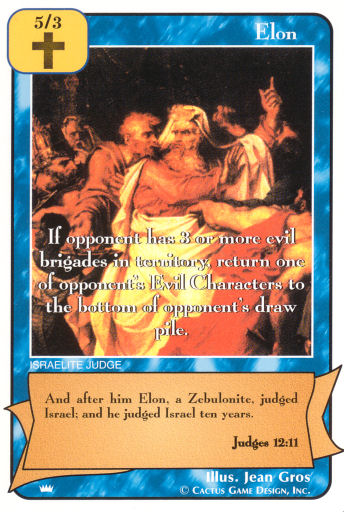 5/3
Elon
If opponent has 3 or more evil
brigades in territory, return one
of opponent's Evil Characters to
the bottom of opponent's draw
pile.
ISRAELITE JUDGE
And after him Elon, a Zebulonite, judged
Israel; and he judged Israel ten years.
Judges 12:11
Illus. Jean Gros
© CACTUS GAME DESIGN, INC.